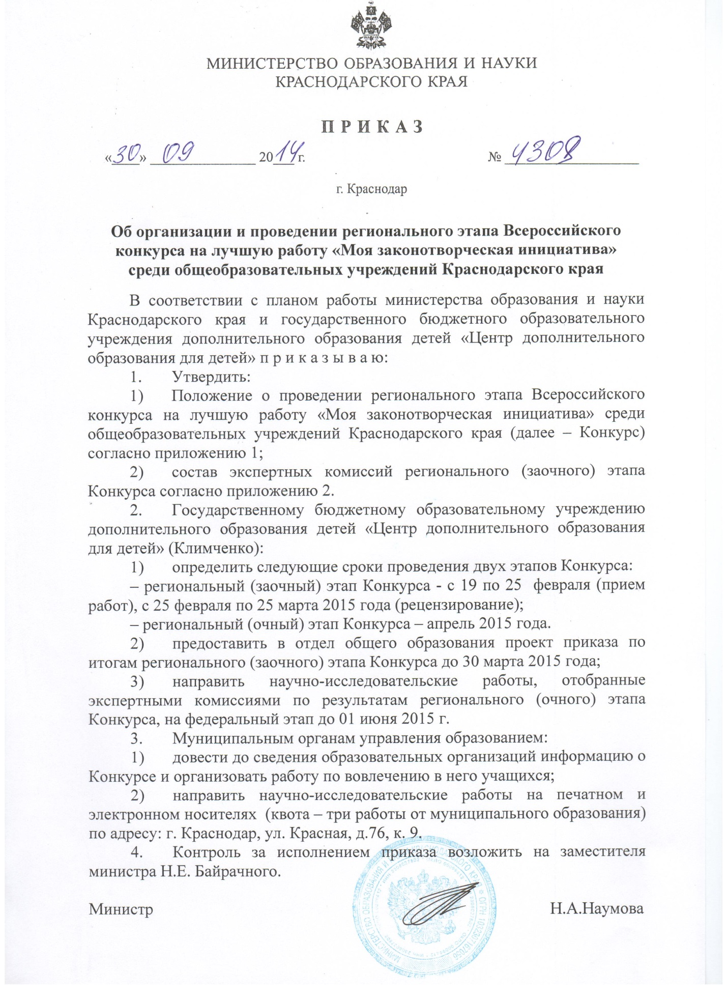 МИНИСТЕРСТВО ОБРАЗОВАНИЯ И НАУКИ
КРАСНОДАРСКОГО КРАЯ
П Р И К А З
«30» 09 2014 г. № 4308
г. Краснодар
Об организации и проведении регионального этапа Всероссийского
конкурса на лучшую работу «Моя законотворческая инициатива»
среди общеобразовательных учреждений Краснодарского края
В соответствии с планом работы министерства образования и науки
Краснодарского края и государственного бюджетного образовательного
учреждения дополнительного образования детей «Центр дополнительного
образования для детей» п р и к а з ы в а ю:
1. Утвердить:
1) Положение о проведении регионального этапа Всероссийского
конкурса на лучшую работу «Моя законотворческая инициатива» среди
общеобразовательных учреждений Краснодарского края (далее – Конкурс)
согласно приложению 1;
2) состав экспертных комиссий регионального (заочного) этапа
Конкурса согласно приложению 2.
2. Государственному бюджетному образовательному учреждению
дополнительного образования детей «Центр дополнительного образования
для детей» (Климченко):
1) определить следующие сроки проведения двух этапов Конкурса:
– региональный (заочный) этап Конкурса - с 19 по 25 февраля (прием
работ), с 25 февраля по 25 марта 2015 года (рецензирование);
– региональный (очный) этап Конкурса – апрель 2015 года.
2) предоставить в отдел общего образования проект приказа по
итогам регионального (заочного) этапа Конкурса до 30 марта 2015 года;
3) направить научно-исследовательские работы, отобранные
экспертными комиссиями по результатам регионального (очного) этапа
Конкурса, на федеральный этап до 01 июня 2015 г.
3. Муниципальным органам управления образованием:
1) довести до сведения образовательных организаций информацию о
Конкурсе и организовать работу по вовлечению в него учащихся;
2) направить научно-исследовательские работы на печатном и
электронном носителях (квота – три работы от муниципального образования)
по адресу: г. Краснодар, ул. Красная, д.76, к. 9.
4. Контроль за исполнением приказа возложить на заместителя
министра Н.Е. Байрачного.
Министр Н.А.Наумова
МИНИСТЕРСТВО ОБРАЗОВАНИЯ И НАУКИ КРАСНОДАРСКОГО КРАЯ * ОГРН 1032307167056